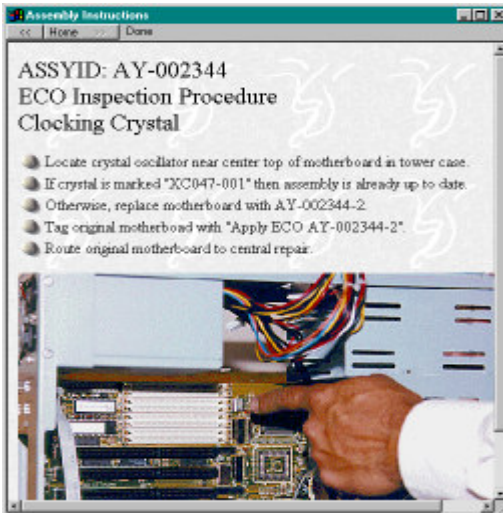 Assembly Instructions
<< Home >> Done
ASSYID: AY-002344
ECO Inspection Procedure
Clocking Crystal
Locate crystal oscillator near center top of motherboard in tower case.
If crystal is marked "XC047-001" then assembly is already up to date.
Otherwise, replace motherboard with AY-002344-2.
Tag original motherboad with "Apply ECO AY-002344-2".
Route original motherboard to central repair.